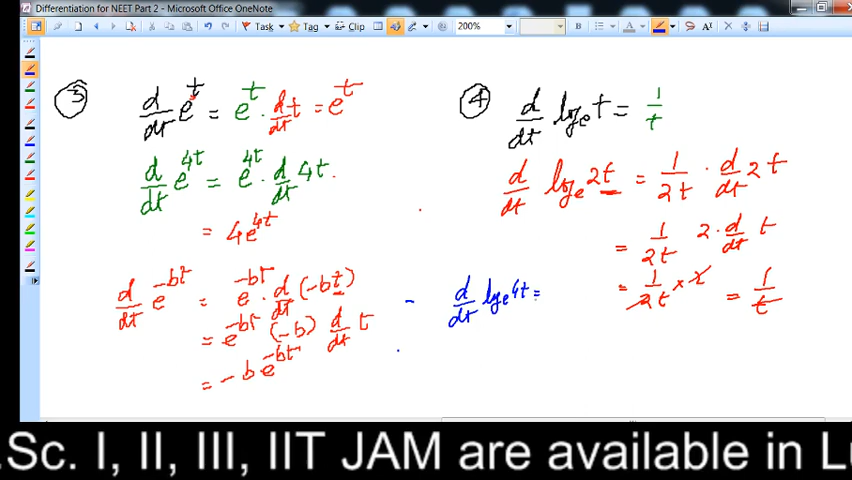 Differentiation for NEET Part 2 - Microsoft Office OneNote
Task Tag Clip 200% B I U A
③ d/dt e^t = e^t · d/dt t = e^t
d/dt e^4t = e^4t · d/dt 4t ·
= 4e^4t
d/dt e^-bt = e^-bt · d/dt (-bt)
= e^-bt (-b) d/dt t
= -b e^-bt
④ d/dt log_e t = 1/t
d/dt log_e 2t = 1/2t · d/dt 2t
= 1/2t 2 · d/dt t
= 1/2t × 2 = 1/t
- d/dt log_e 4t =
.Sc. I, II, III, IIT JAM are available in Lu